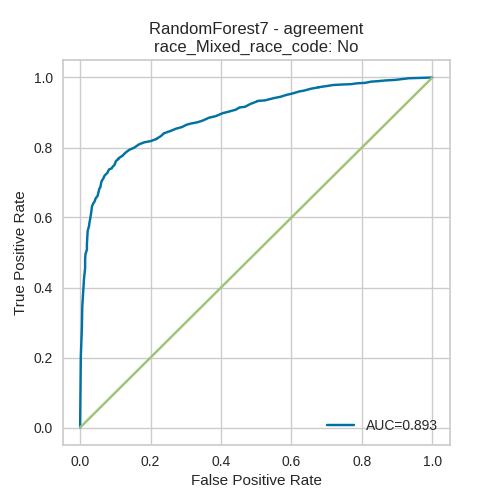 RandomForest7 - agreement
race_Mixed_race_code: No
True Positive Rate
1.0
0.8
0.6
0.4
0.2
0.0
AUC=0.893
0.0 0.2 0.4 0.6 0.8 1.0
False Positive Rate